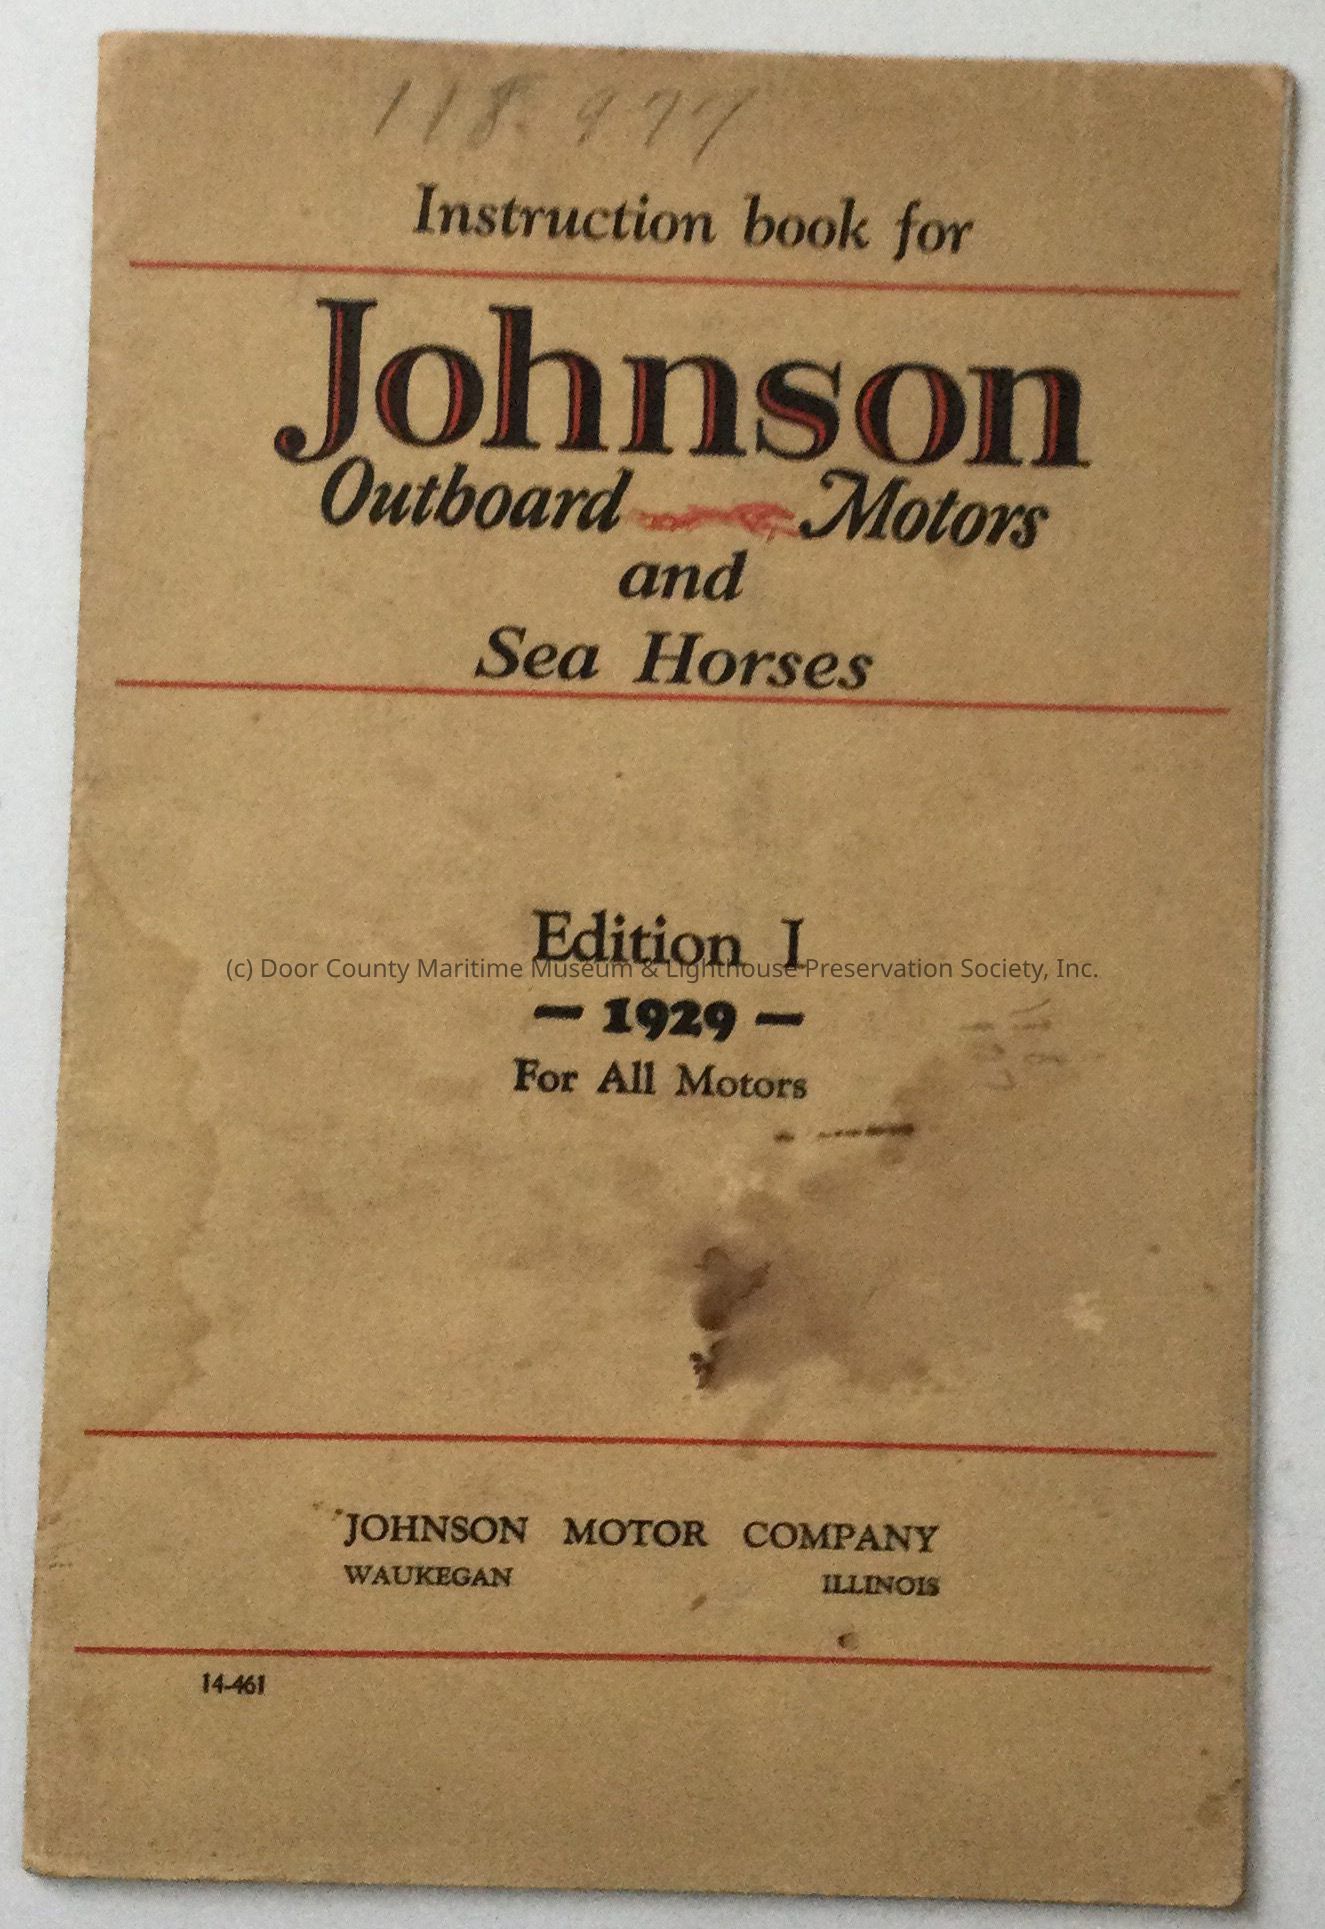 118 977
Instruction book for
Johnson
Outboard Motors
and
Sea Horses
Edition I
(c) Door County Maritime Museum & Lighthouse Preservation Society, Inc.
— 1929 —
For All Motors
JOHNSON MOTOR COMPANY
WAUKEGAN ILLINOIS
14-461